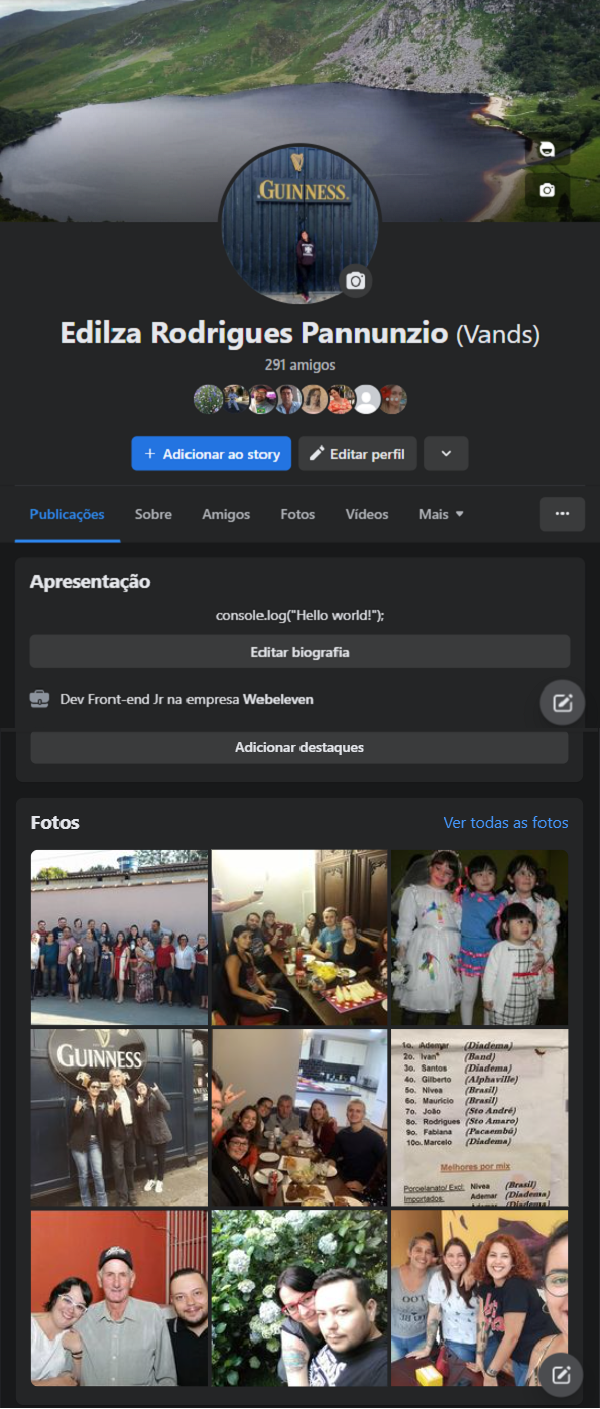 GUINNESS
Edilza Rodrigues Pannunzio (Vands)
291 amigos
+ Adicionar ao story
Editar perfil
Publicações
Sobre
Amigos
Fotos
Vídeos
Mais
Apresentação
console.log("Hello world!");
Editar biografia
Dev Front-end Jr na empresa Webeleven
Adicionar destaques
Fotos
Ver todas as fotos
GUINNESS
1o. Ademar (Diadema)
2o. Ivan* (Band)
3o. Santos (Diadema)
4o. Gilberto (Alphaville)
5o. Nivea (Brasil)
6o. Mauricio (Brasil)
7o. João (Sto André)
8o. Rodrigues (Sto Amaro)
9o. Fabiana (Pacaembú)
10o. Marcelo (Diadema)
Melhores por mix
Porcelanato/ Excl. Nivea (Brasil)
Importados: Ademar (Diadema)